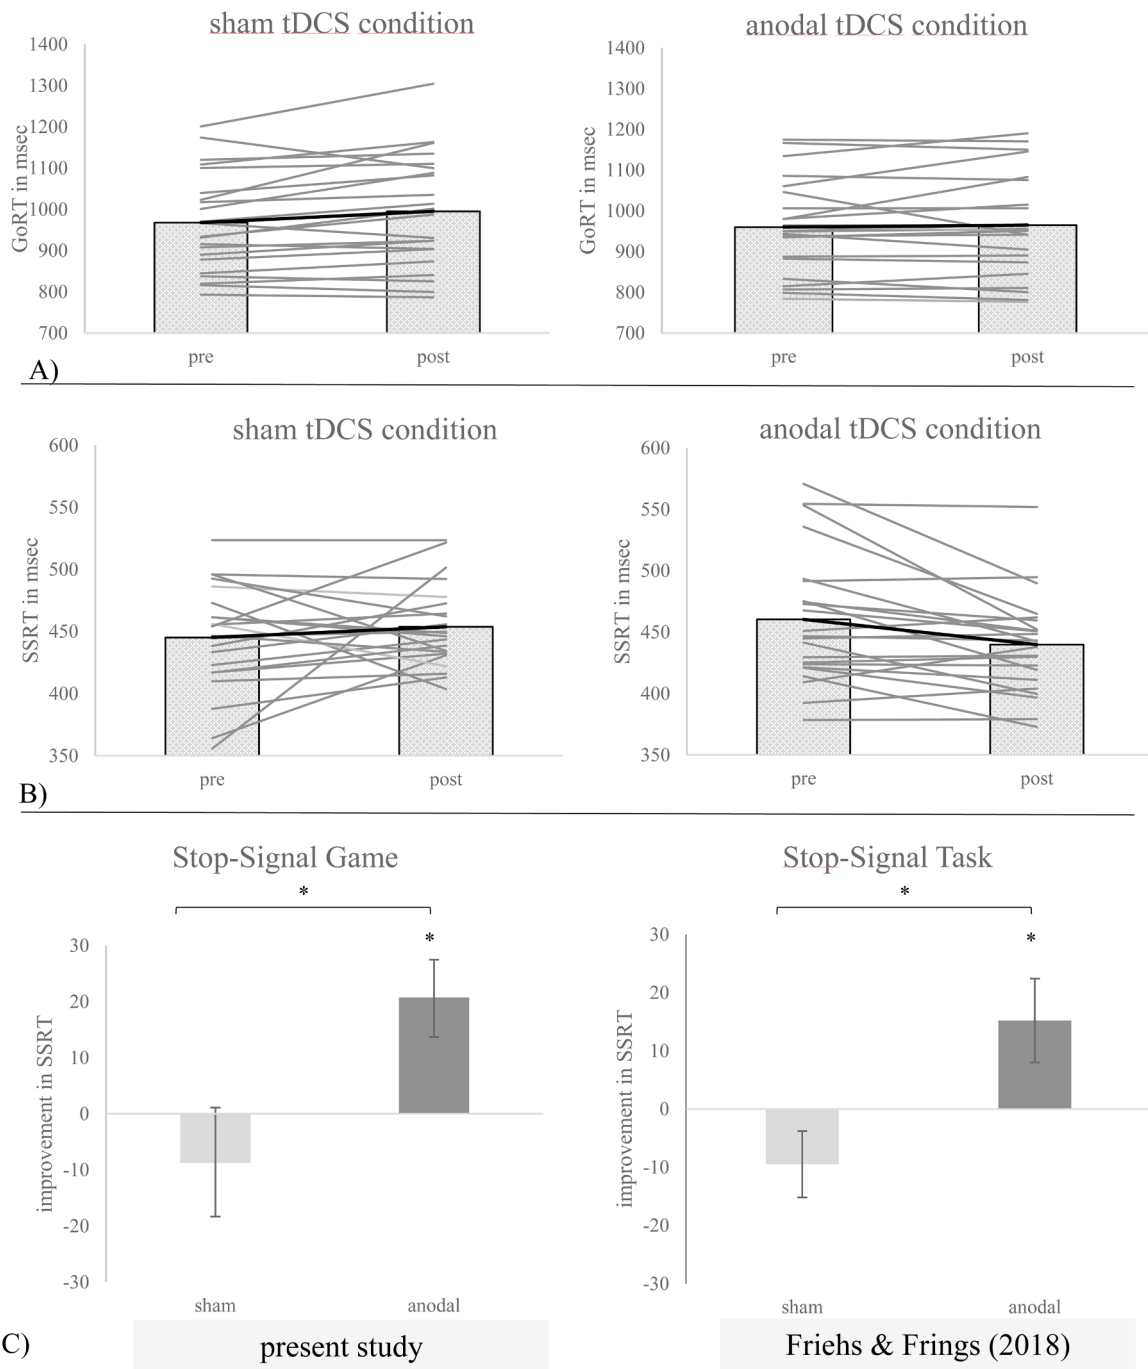 sham tDCS condition
anodal tDCS condition
GoRT in msec
1400
1300
1200
1100
1000
900
800
700
pre
post
GoRT in msec
1400
1300
1200
1100
1000
900
800
700
pre
post
A)
sham tDCS condition
anodal tDCS condition
SSRT in msec
600
550
500
450
400
350
pre
post
SSRT in msec
600
550
500
450
400
350
pre
post
B)
Stop-Signal Game
Stop-Signal Task
*
*
improvement in SSRT
30
20
10
0
-10
-20
-30
sham
anodal
*
*
improvement in SSRT
30
20
10
0
-10
-20
-30
sham
anodal
C)
present study
Friehs & Frings (2018)